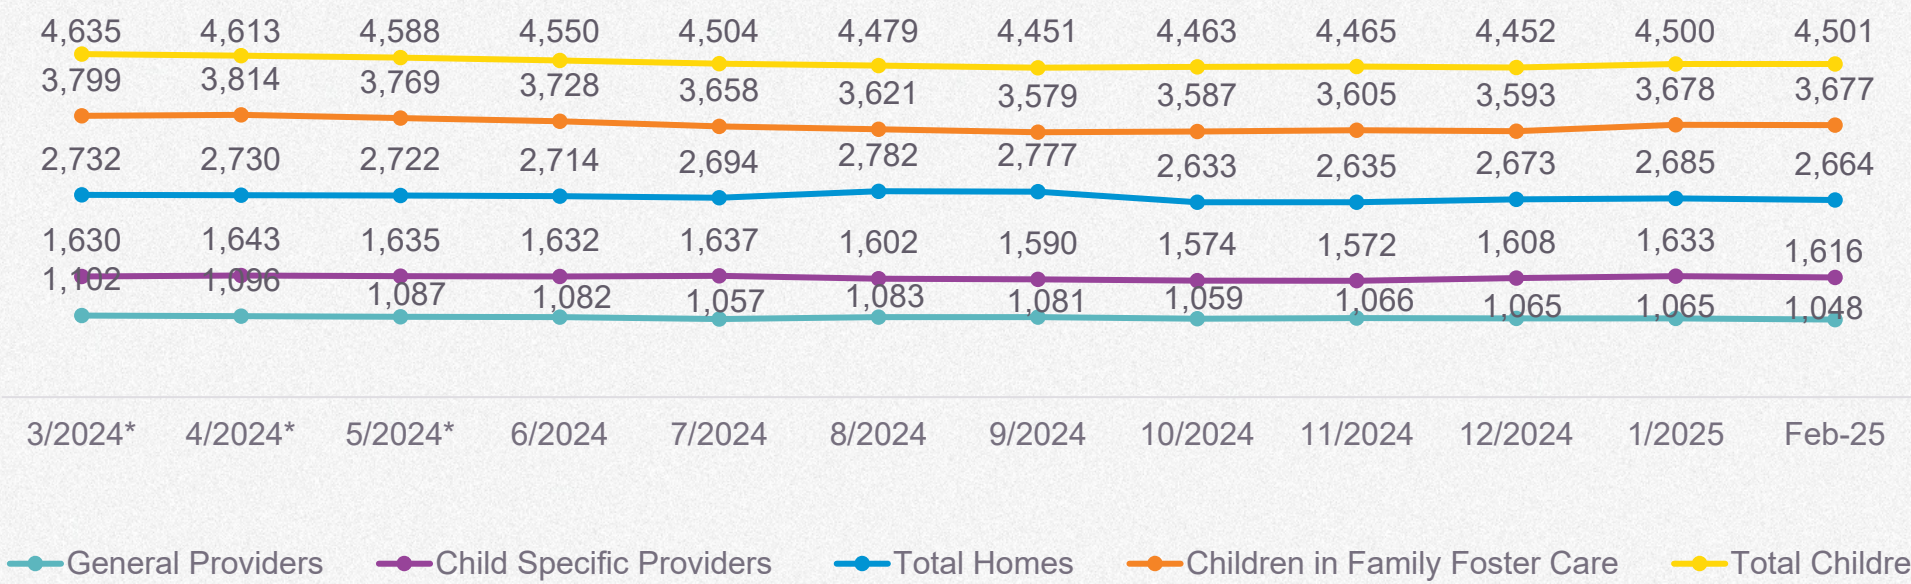 4,635 4,613 4,588 4,550 4,504 4,479 4,451 4,463 4,465 4,452 4,500 4,501
3,799 3,814 3,769 3,728 3,658 3,621 3,579 3,587 3,605 3,593 3,678 3,677
2,732 2,730 2,722 2,714 2,694 2,782 2,777 2,633 2,635 2,673 2,685 2,664
1,630 1,643 1,635 1,632 1,637 1,602 1,590 1,574 1,572 1,608 1,633 1,616
1,102 1,096 1,087 1,082 1,057 1,083 1,081 1,059 1,066 1,065 1,065 1,048
3/2024* 4/2024* 5/2024* 6/2024 7/2024 8/2024 9/2024 10/2024 11/2024 12/2024 1/2025 Feb-25
General Providers Child Specific Providers Total Homes Children in Family Foster Care Total Childre